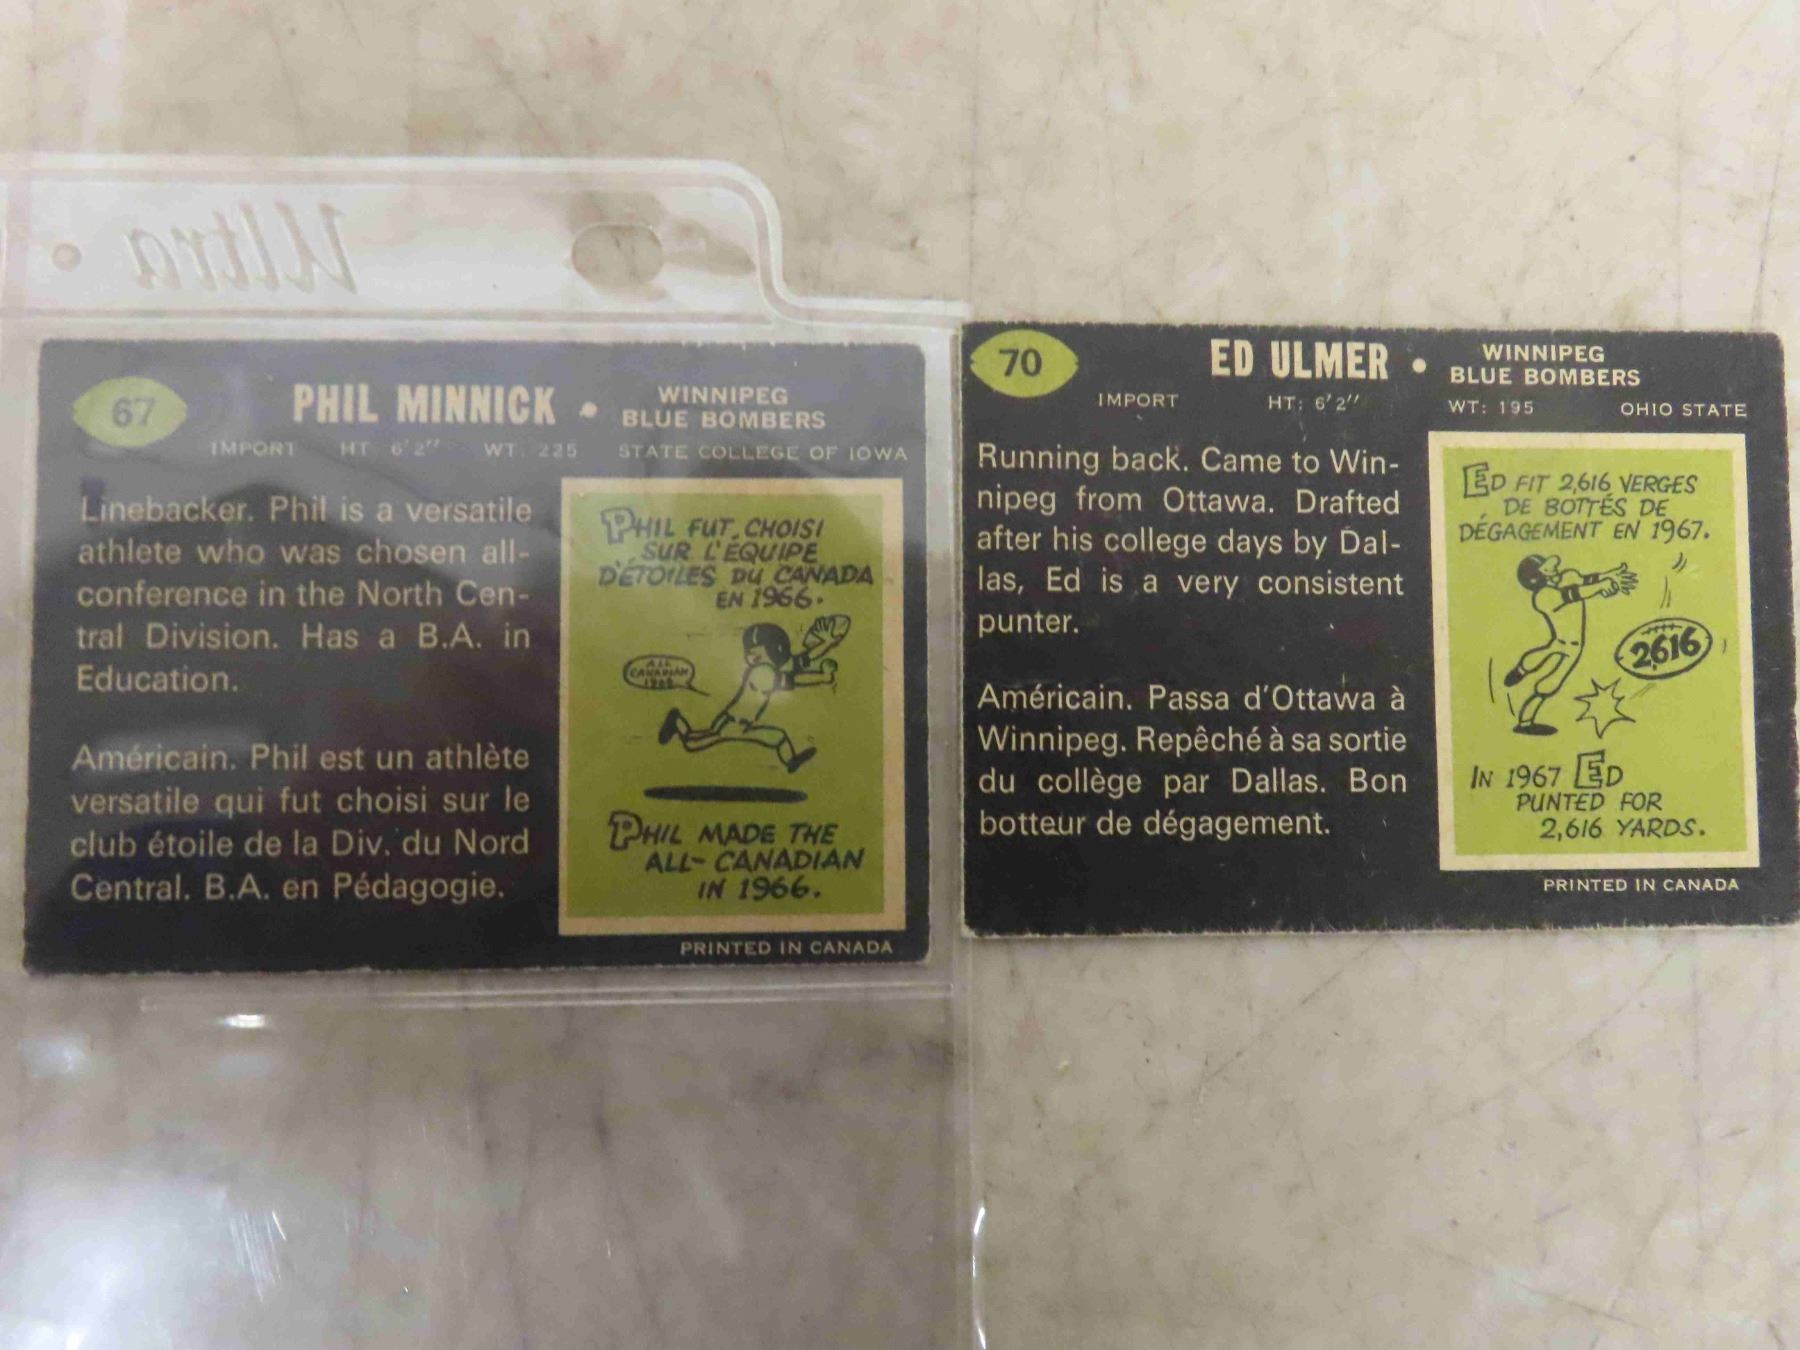 Ultra
67
PHIL MINNICK •
WINNIPEG
BLUE BOMBERS
IMPORT HT: 6'2" WT: 225 STATE COLLEGE OF IOWA
Linebacker. Phil is a versatile
athlete who was chosen all-
conference in the North Cen-
tral Division. Has a B.A. in
Education.
Américain. Phil est un athlète
versatile qui fut choisi sur le
club étoile de la Div. du Nord
Central. B.A. en Pédagogie.
PHIL FUT CHOISI
SUR L'ÉQUIPE
D'ÉTOILES DU CANADA
EN 1966.
ALL
CANADIAN
1966
PHIL MADE THE
ALL-CANADIAN
IN 1966.
PRINTED IN CANADA
70
ED ULMER •
WINNIPEG
BLUE BOMBERS
IMPORT HT: 6'2" WT: 195 OHIO STATE
Running back. Came to Win-
nipeg from Ottawa. Drafted
after his college days by Dal-
las, Ed is a very consistent
punter.
Américain. Passa d'Ottawa à
Winnipeg. Repêché à sa sortie
du collège par Dallas. Bon
botteur de dégagement.
ED FIT 2,616 VERGES
DE BOTTÉS DE
DÉGAGEMENT EN 1967.
2,616
IN 1967 ED
PUNTED FOR
2,616 YARDS.
PRINTED IN CANADA